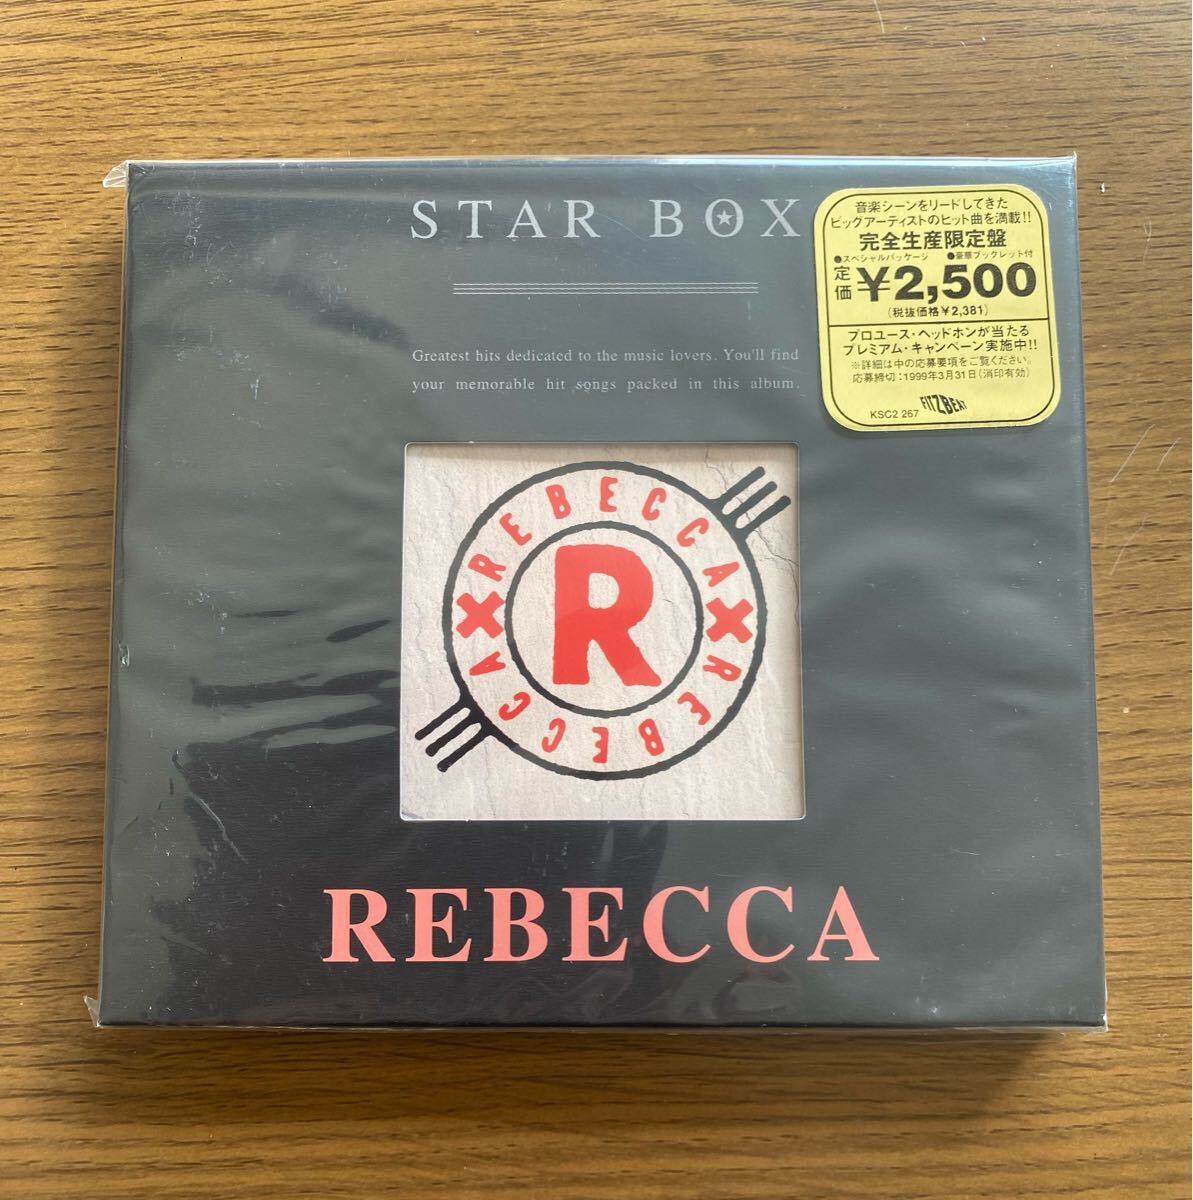 STAR BOX
Greatest hits dedicated to the music lovers. You'll find
your memorable hit songs packed in this album.
音楽シーンをリードしてきた
ビッグアーティストのヒット曲を満載!!
完全生産限定盤
●スペシャルパッケージ ●豪華ブックレット付
定価 ¥2,500
(税抜価格¥2,381)
プロユース・ヘッドホンが当たる
プレミアム・キャンペーン実施中!!
※詳細は中の応募要項をご覧ください。
応募締切:1999年3月31日(消印有効)
KSC2 267 FITZBEAT
REBECCA
X
REBECCA
X
R
REBECCA